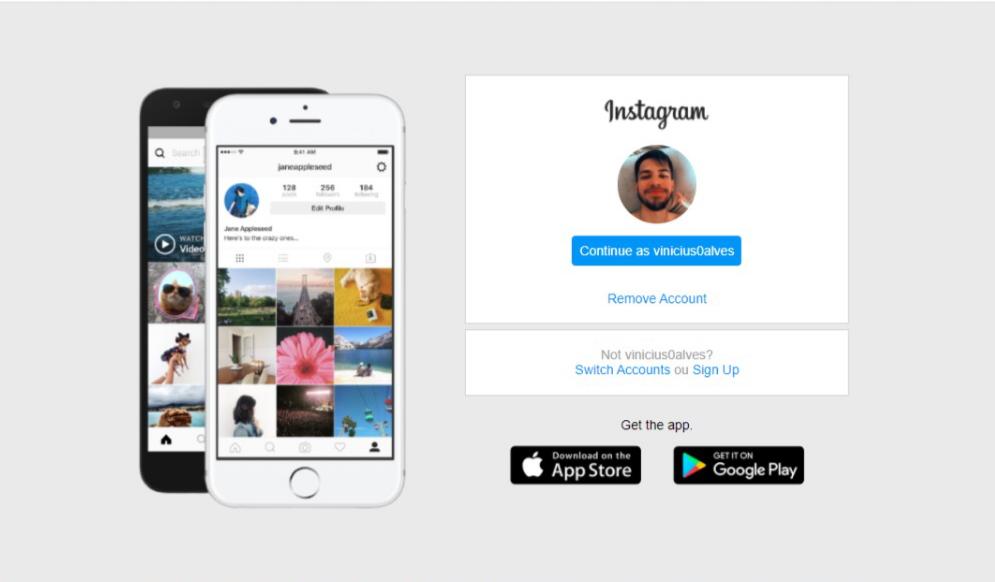 Search
WATCH
Video
9:41 AM
janeappleseed
128
256
184
posts
followers
following
Edit Profile
Jane Appleseed
Here's to the crazy ones...
Instagram
Continue as vinicius0alves
Remove Account
Not vinicius0alves?
Switch Accounts ou Sign Up
Get the app.
Download on the
App Store
GET IT ON
Google Play